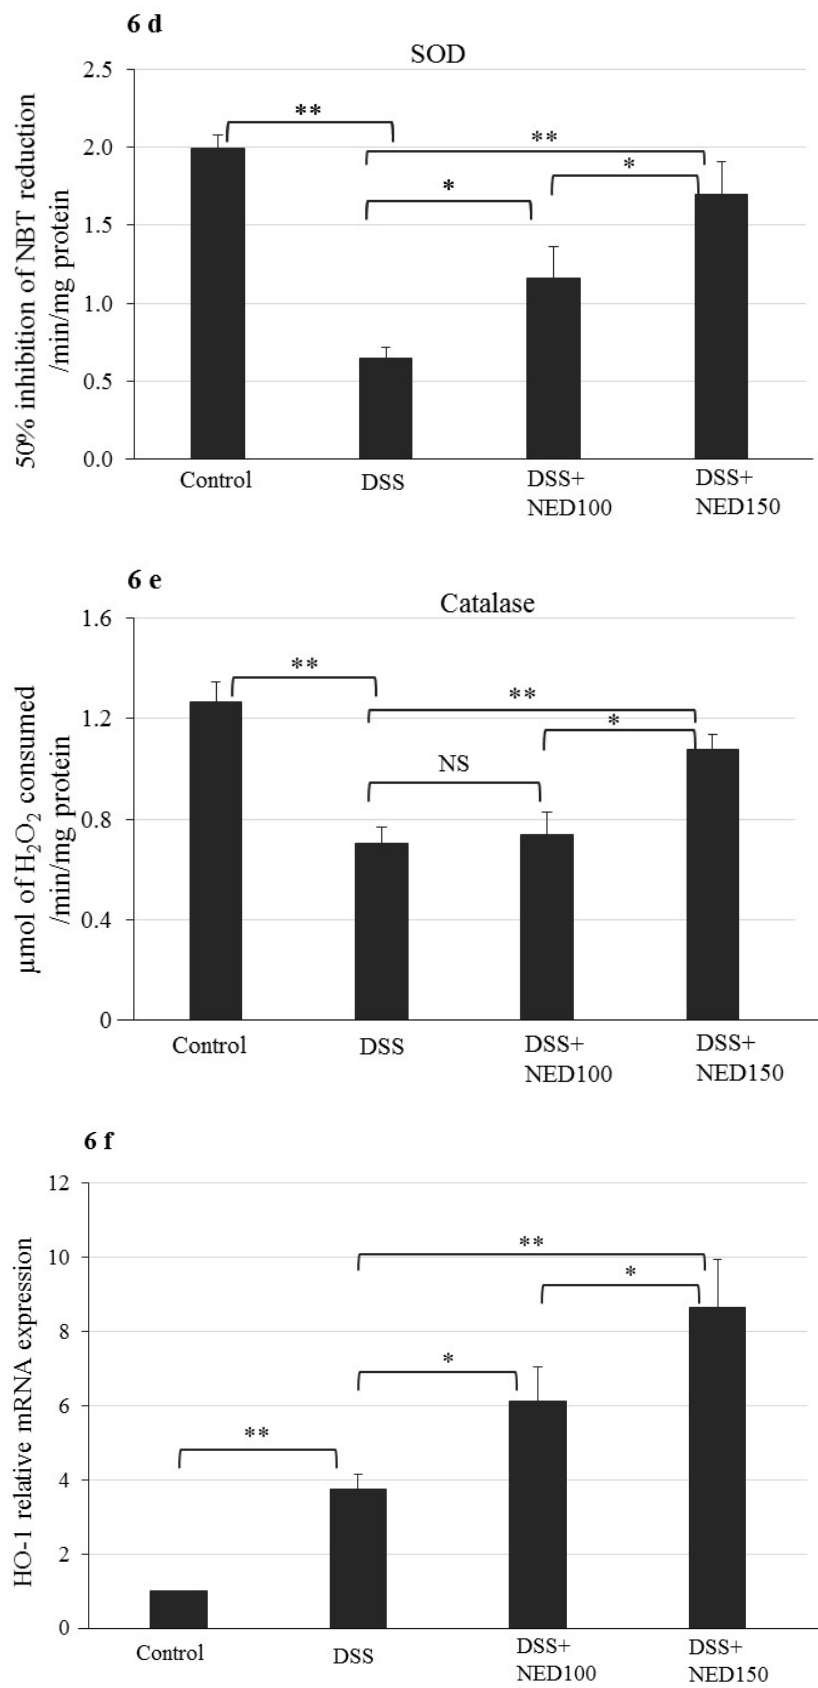 6 d
SOD
50% inhibition of NBT reduction
/min/mg protein
2.5
2.0
1.5
1.0
0.5
0.0
**
**
*
*
Control
DSS
DSS+
NED100
DSS+
NED150
6 e
Catalase
µmol of H₂O₂ consumed
/min/mg protein
1.6
1.2
0.8
0.4
0
**
**
*
NS
Control
DSS
DSS+
NED100
DSS+
NED150
6 f
HO-1 relative mRNA expression
12
10
8
6
4
2
0
**
*
*
**
Control
DSS
DSS+
NED100
DSS+
NED150